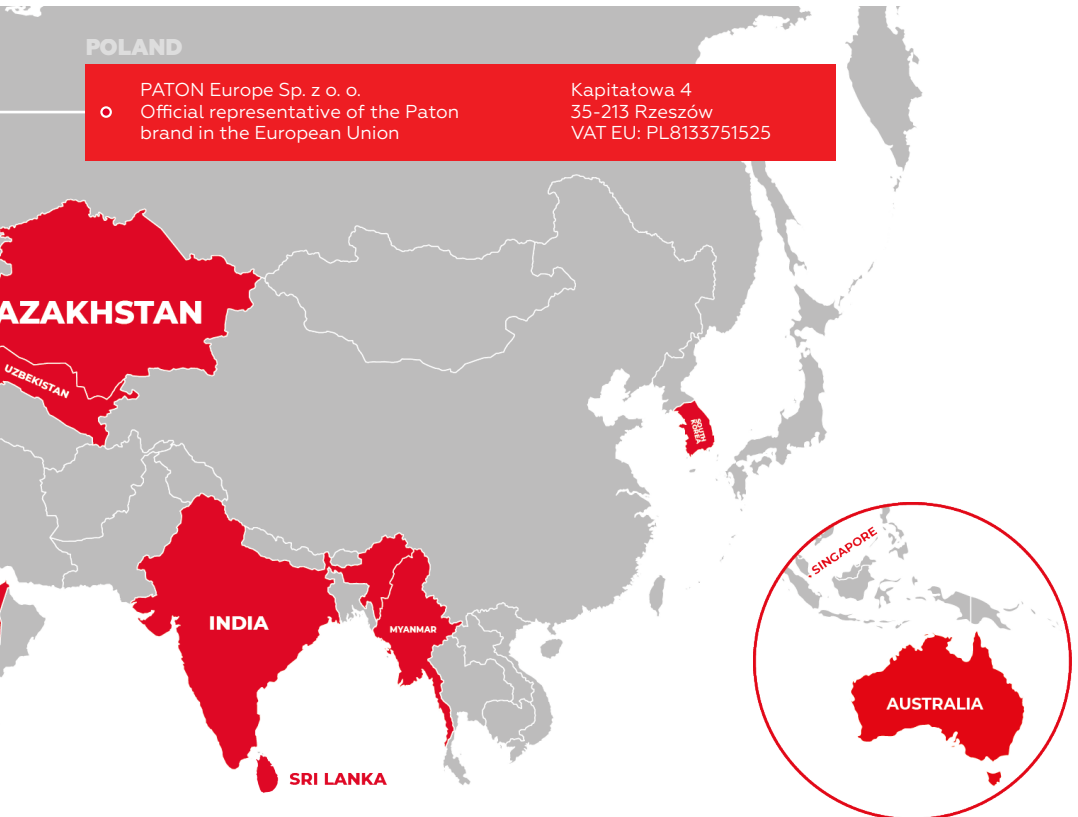 POLAND
PATON Europe Sp. z o. o.
Official representative of the Paton
brand in the European Union
Kapitałowa 4
35-213 Rzeszów
VAT EU: PL8133751525
AZAKHSTAN
UZBEKISTAN
SOUTH
KOREA
SINGAPORE
INDIA
MYANMAR
AUSTRALIA
SRI LANKA